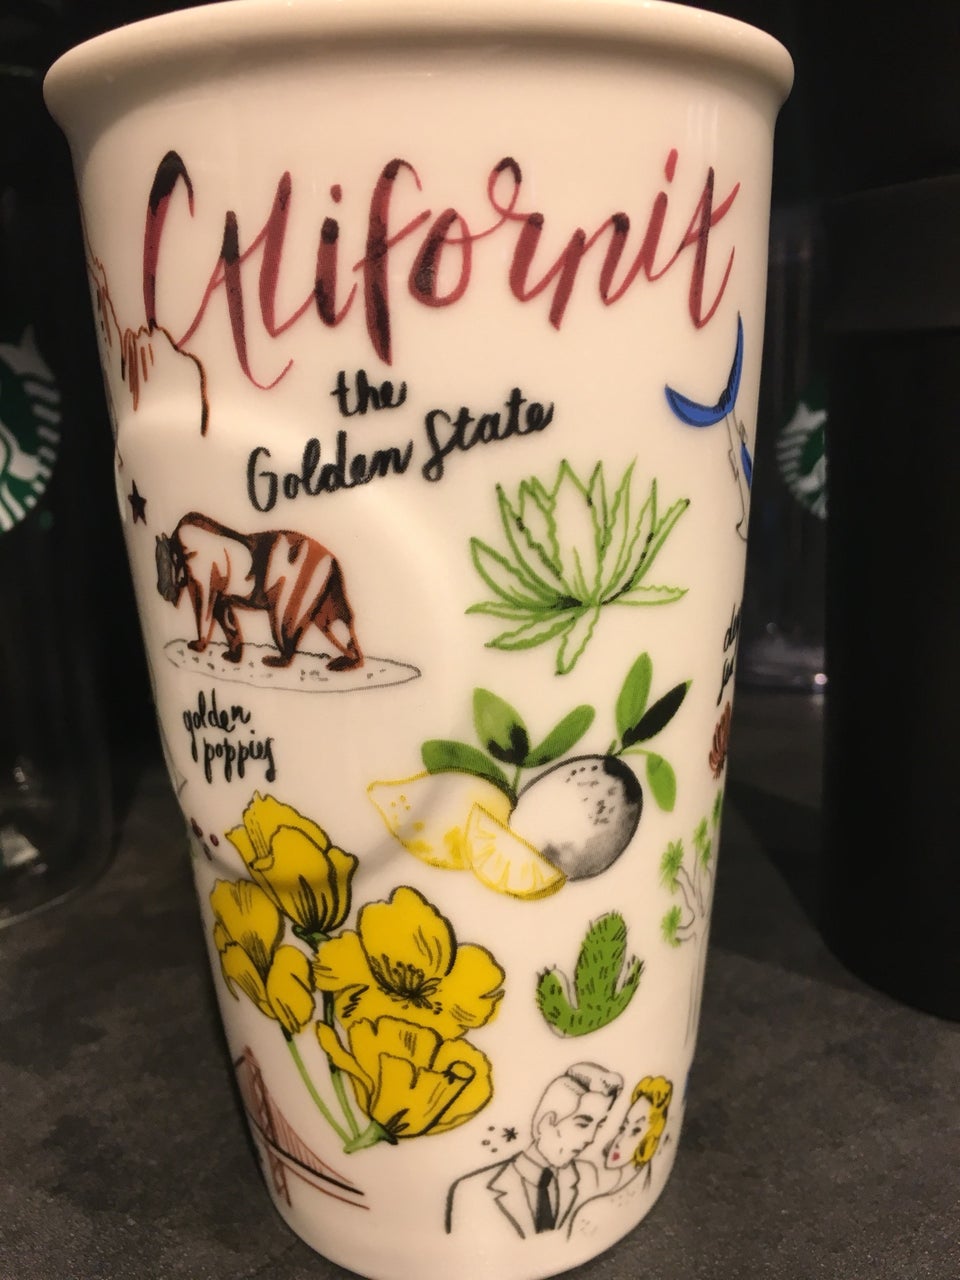 California
the
Golden State
golden
poppies